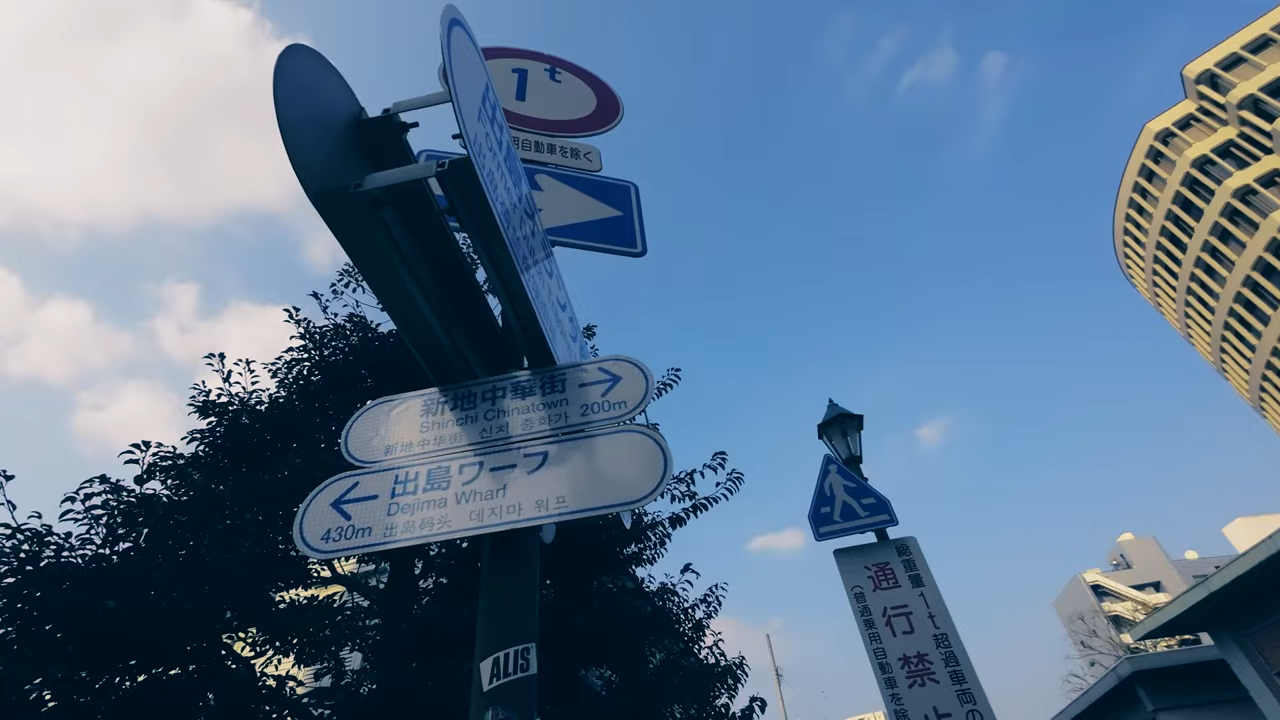 1t
用自動車を除く
新地中華街
Shinchi Chinatown
200m
新地中华街 신치 중화가
出島ワーフ
Dejima Wharf
430m 出岛码头 데지마 워프
ALIS
総重量1t超過車両の
通行禁止
(普通乗用自動車を除